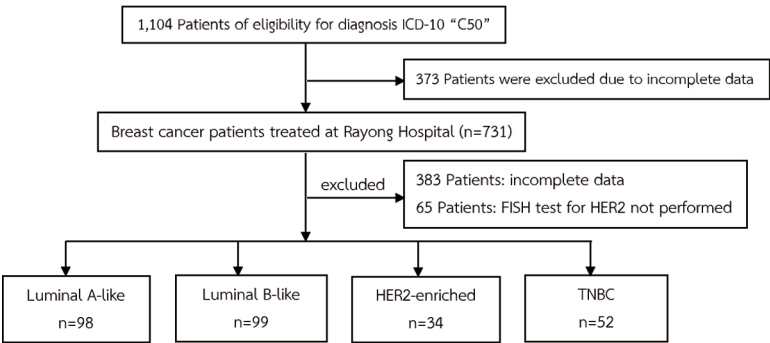 1,104 Patients of eligibility for diagnosis ICD-10 “C50”
373 Patients were excluded due to incomplete data
Breast cancer patients treated at Rayong Hospital (n=731)
excluded
383 Patients: incomplete data
65 Patients: FISH test for HER2 not performed
Luminal A-like
n=98
Luminal B-like
n=99
HER2-enriched
n=34
TNBC
n=52